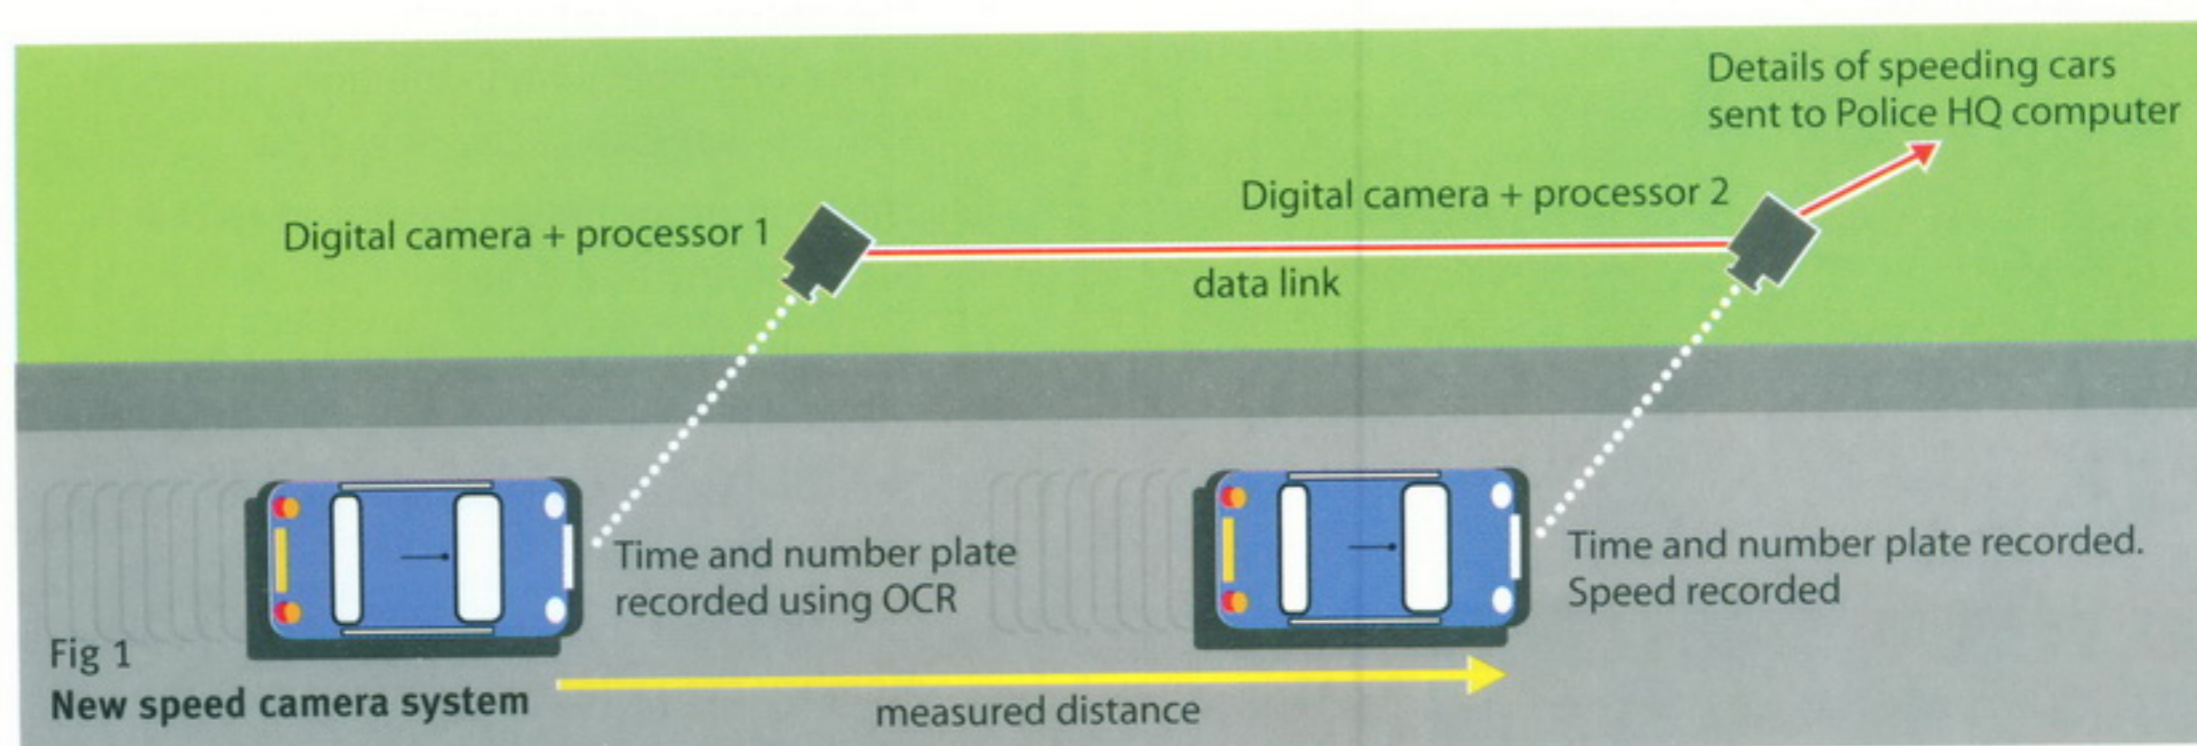 Details of speeding cars
sent to Police HQ computer
Digital camera + processor 2
Digital camera + processor 1
data link
Time and number plate
recorded using OCR
Time and number plate recorded.
Speed recorded
Fig 1
New speed camera system
measured distance